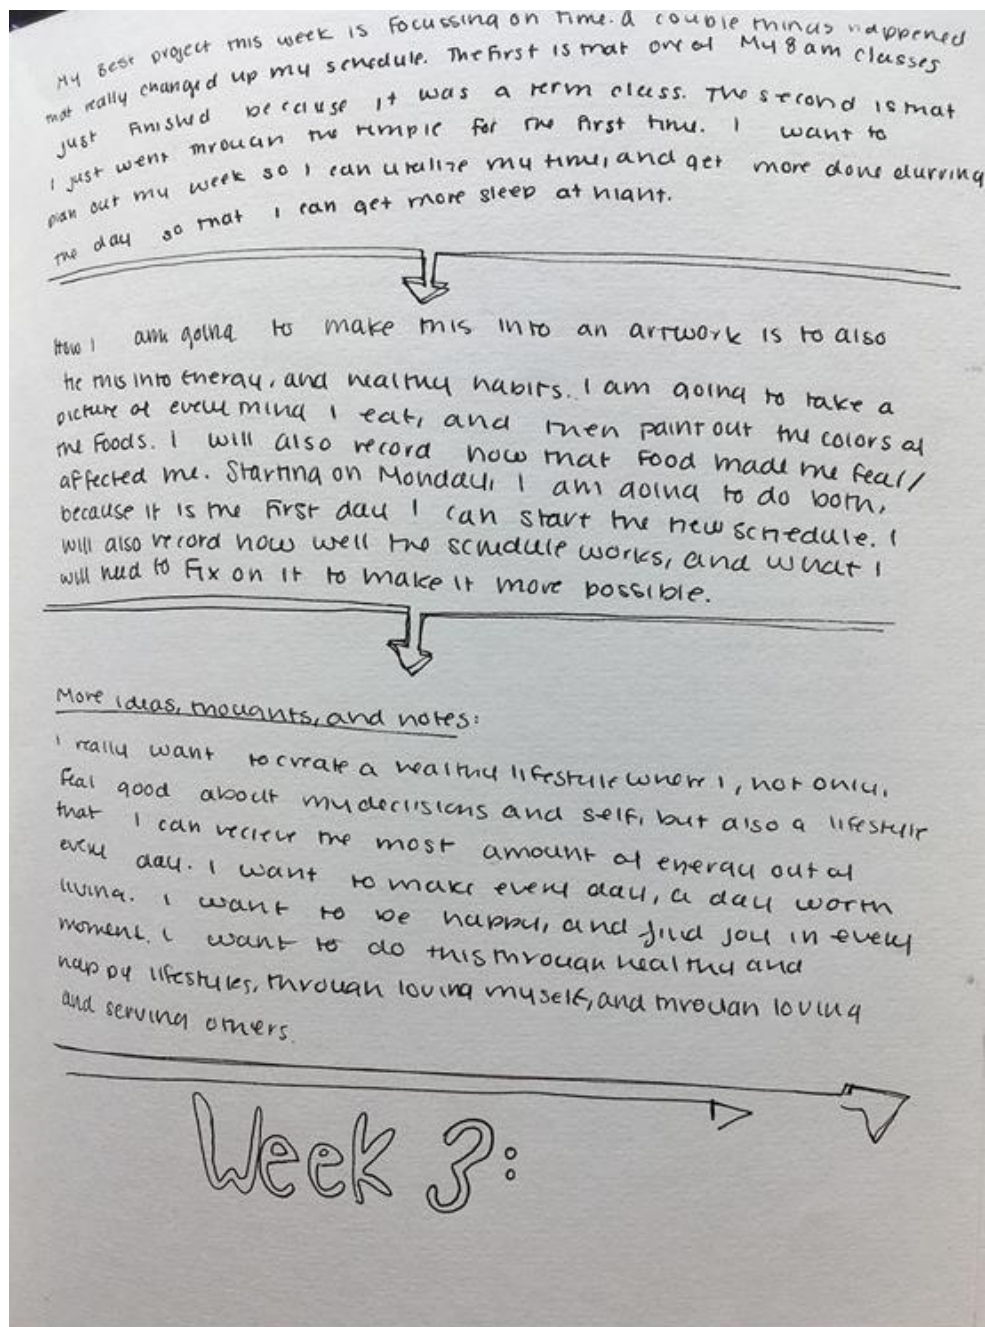 My Best project this week is Focussing on time. a couple things happened
that really changed up my schedule. The First is that one of My 8 am classes
just Finished because it was a term class. The second is that
I just went through the temple for the First time. I want to
plan out my week so I can utalize my time, and get more done durring
the day so that I can get more sleep at night.
How I am going to make this into an artwork is to also
tie this into Energy, and healthy habits. I am going to take a
picture of every thing I eat, and then paint out the colors of
the Foods. I will also record how that Food made me feal/
affected me. Starting on Monday, I am going to do both,
because it is the First day I can start the new schedule. I
will also record how well the schedule works, and what I
will need to Fix on it to make it more possible.
More ideas, thoughts, and notes:
I really want to create a healthy lifestyle where I, not only,
Feal good about my decisions and self, but also a lifestyle
that I can recieve the most amount of energy out of
every day. I want to make every day, a day worth
living. I want to be happy, and find joy in every
moment. I want to do this through healthy and
happy lifestyles, through loving myself, and through loving
and serving others.
Week 3: